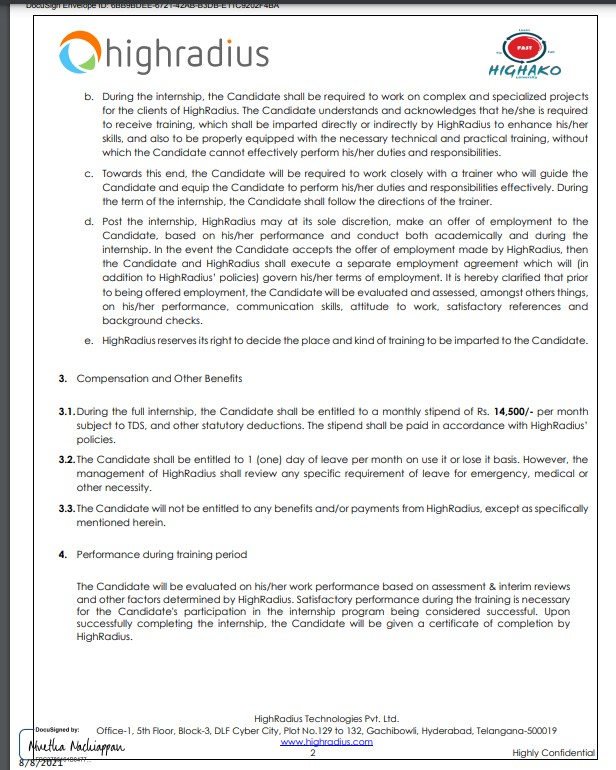 DocuSign Envelope ID: 6BB9BDEE-6721-42AB-B3DB-E11C9202F4BA
highradius
FAST
HIGHAKO
b. During the internship, the Candidate shall be required to work on complex and specialized projects
for the clients of HighRadius. The Candidate understands and acknowledges that he/she is required
to receive training, which shall be imparted directly or indirectly by HighRadius to enhance his/her
skills, and also to be properly equipped with the necessary technical and practical training, without
which the Candidate cannot effectively perform his/her duties and responsibilities.
c. Towards this end, the Candidate will be required to work closely with a trainer who will guide the
Candidate and equip the Candidate to perform his/her duties and responsibilities effectively. During
the term of the internship, the Candidate shall follow the directions of the trainer.
d. Post the internship, HighRadius may at its sole discretion, make an offer of employment to the
Candidate, based on his/her performance and conduct both academically and during the
internship. In the event the Candidate accepts the offer of employment made by HighRadius, then
the Candidate and HighRadius shall execute a separate employment agreement which will (in
addition to HighRadius' policies) govern his/her terms of employment. It is hereby clarified that prior
to being offered employment, the Candidate will be evaluated and assessed, amongst others things,
on his/her performance, communication skills, attitude to work, satisfactory references and
background checks.
e. HighRadius reserves its right to decide the place and kind of training to be imparted to the Candidate.
3. Compensation and Other Benefits
3.1. During the full internship, the Candidate shall be entitled to a monthly stipend of Rs. 14,500/- per month
subject to TDS, and other statutory deductions. The stipend shall be paid in accordance with HighRadius'
policies.
3.2. The Candidate shall be entitled to 1 (one) day of leave per month on use it or lose it basis. However, the
management of HighRadius shall review any specific requirement of leave for emergency, medical or
other necessity.
3.3. The Candidate will not be entitled to any benefits and/or payments from HighRadius, except as specifically
mentioned herein.
4. Performance during training period
The Candidate will be evaluated on his/her work performance based on assessment & interim reviews
and other factors determined by HighRadius. Satisfactory performance during the training is necessary
for the Candidate's participation in the internship program being considered successful. Upon
successfully completing the internship, the Candidate will be given a certificate of completion by
HighRadius.
HighRadius Technologies Pvt. Ltd.
DocuSigned by:
Office-1, 5th Floor, Block-3, DLF Cyber City, Plot No.129 to 132, Gachibowli, Hyderabad, Telangana-500019
www.highradius.com
Nachiappan
2
Highly Confidential
8/8/2021